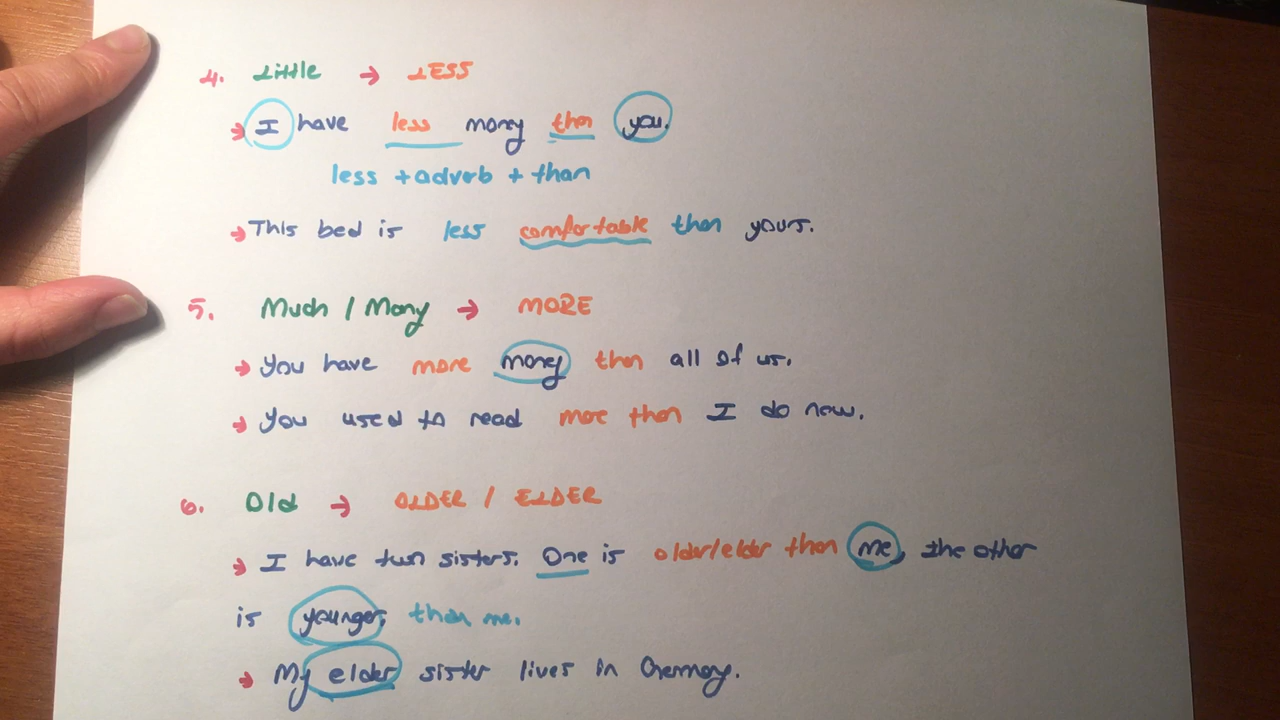 4. Little → LESS
→ I have less money than you.
less + adverb + than
→ This bed is less comfortable than yours.
5. Much / Many → MORE
→ You have more money than all of us.
→ You used to read more than I do now.
6. Old → OLDER / ELDER
→ I have two sisters. One is older/elder than me, the other
is younger than me.
→ My elder sister lives in Germany.